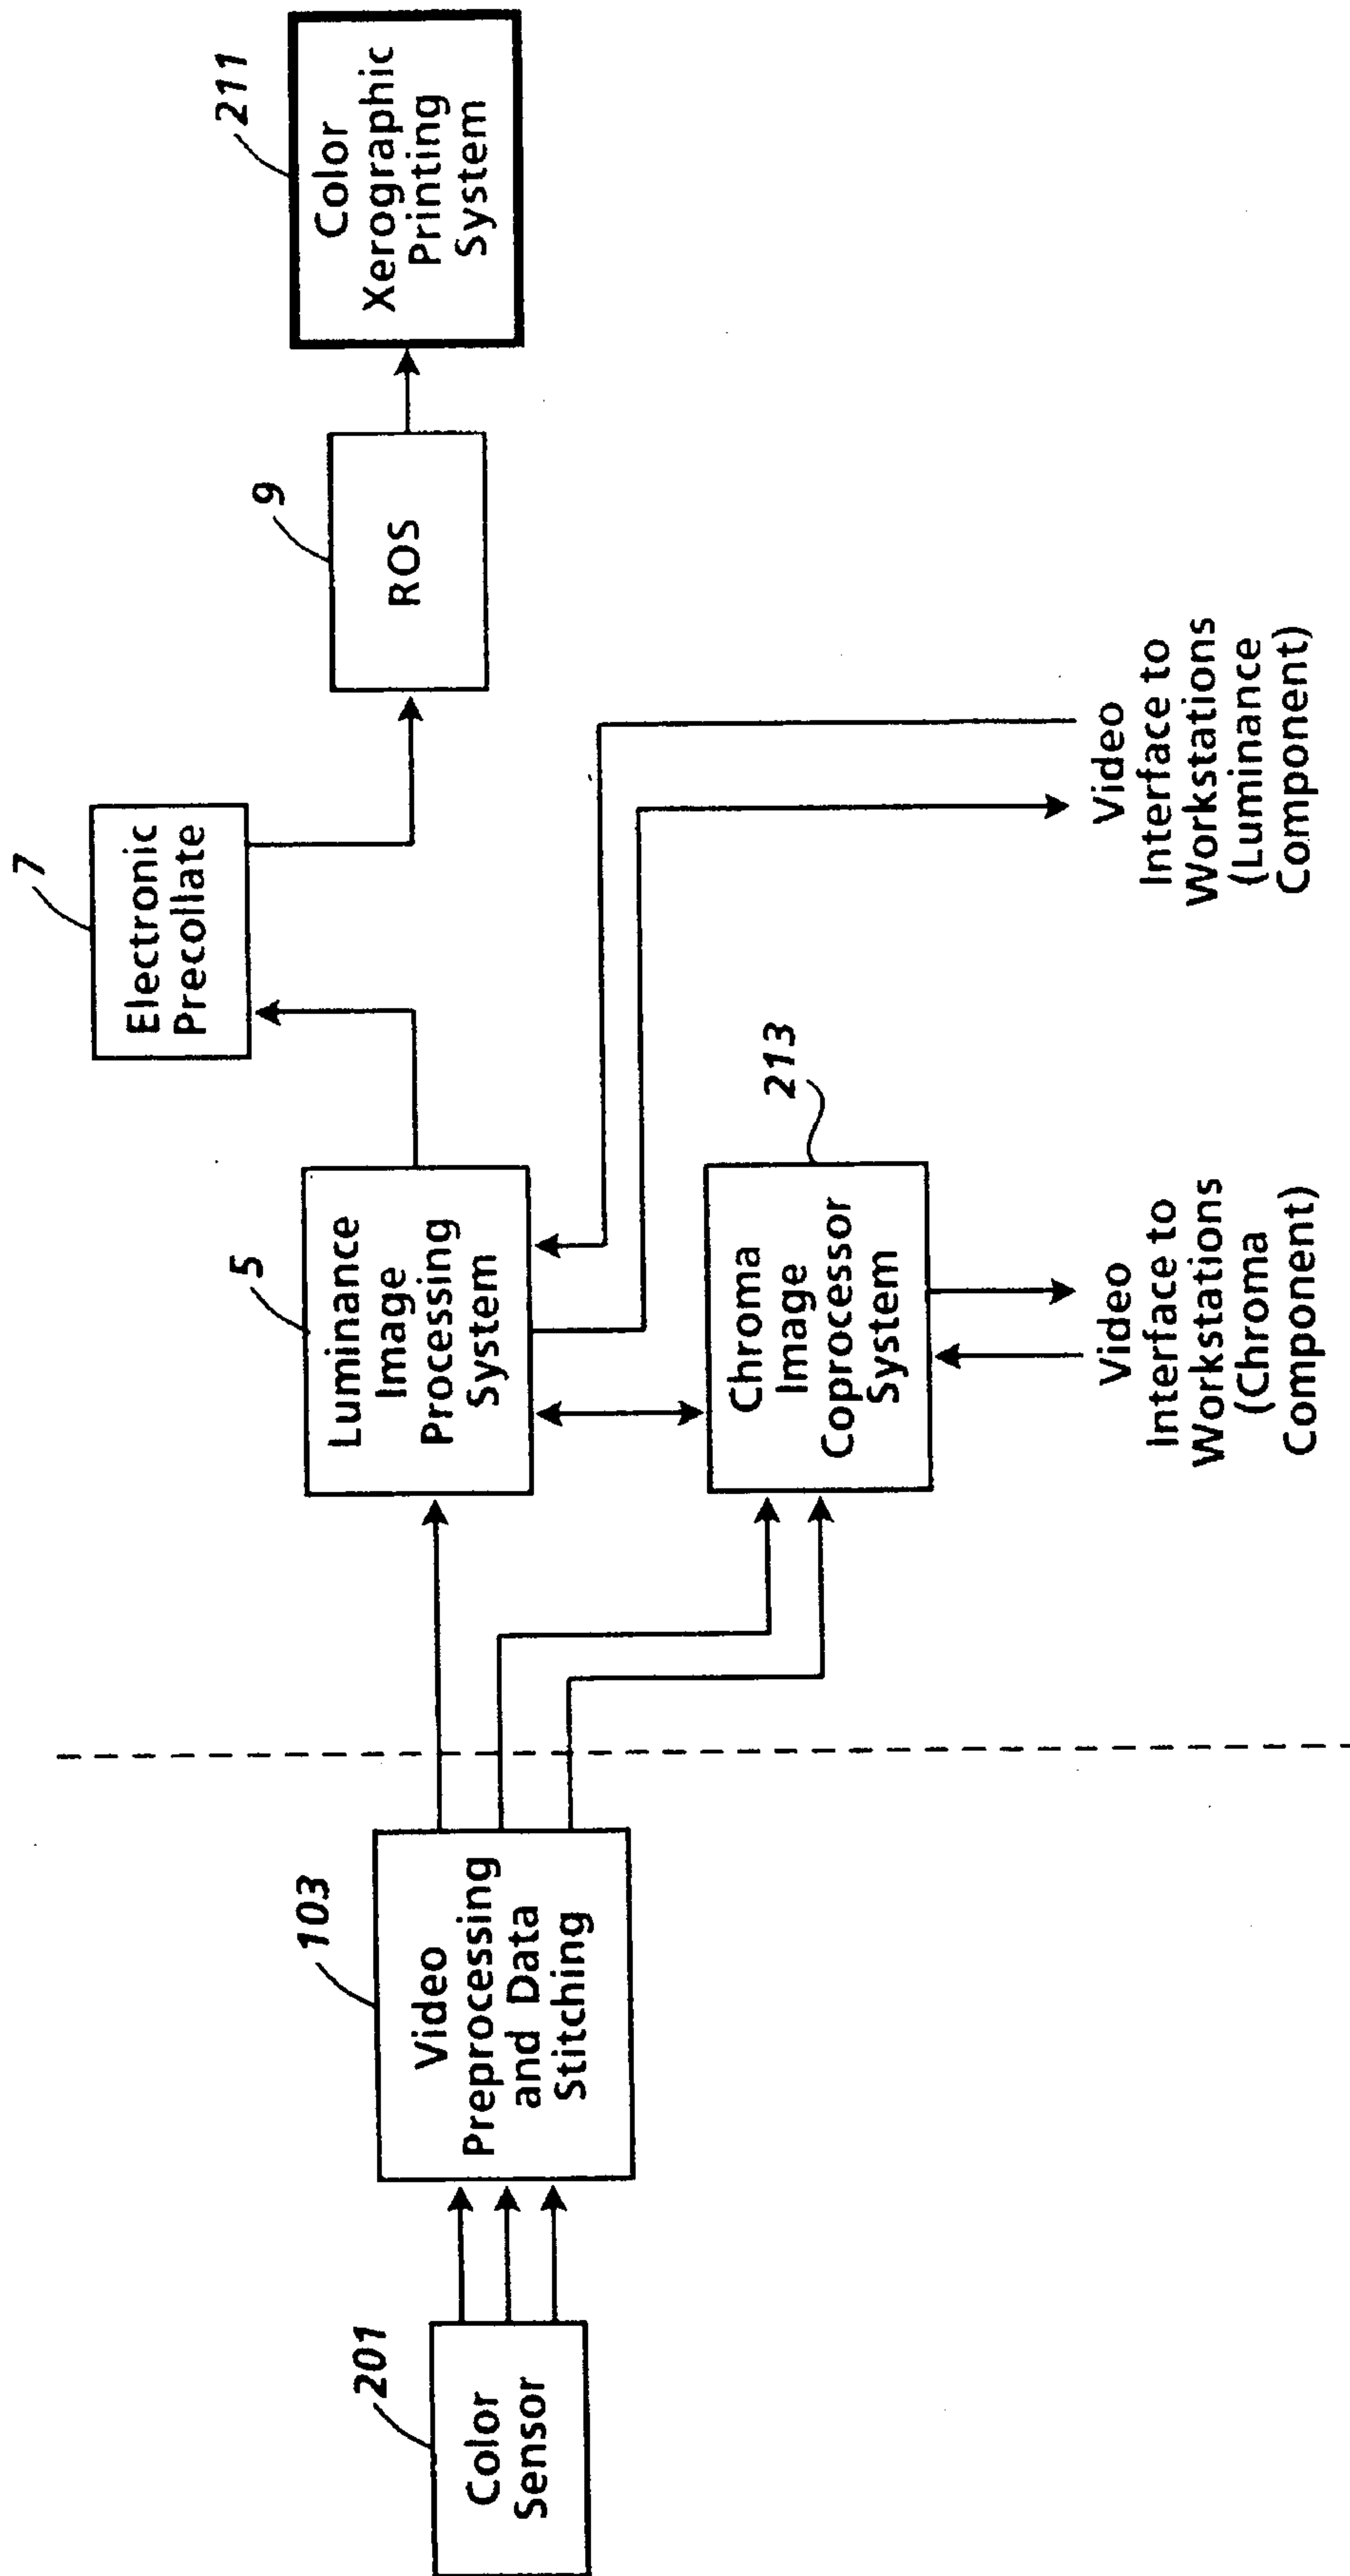 201
Color
Sensor
103
Video
Preprocessing
and Data
Stitching
5
Luminance
Image
Processing
System
213
Chroma
Image
Coprocessor
System
7
Electronic
Precollate
9
ROS
211
Color
Xerographic
Printing
System
Video
Interface to
Workstations
(Chroma
Component)
Video
Interface to
Workstations
(Luminance
Component)